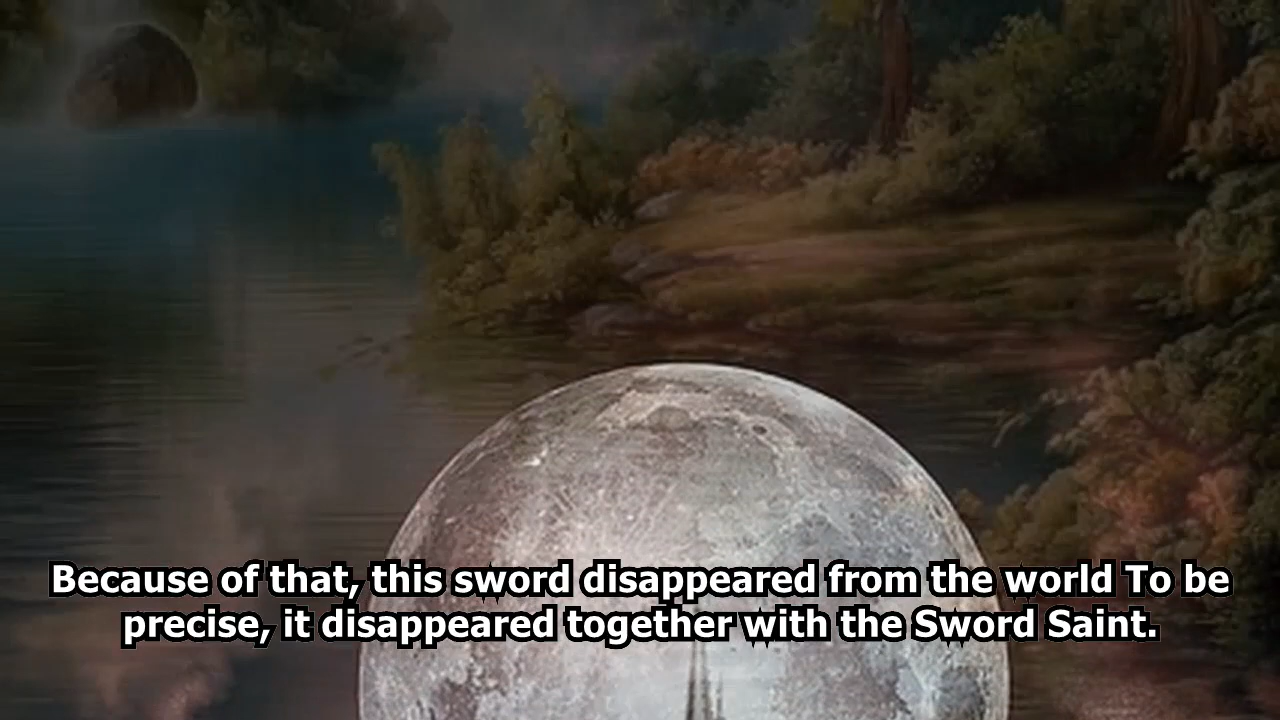 Because of that, this sword disappeared from the world To be
precise, it disappeared together with the Sword Saint.